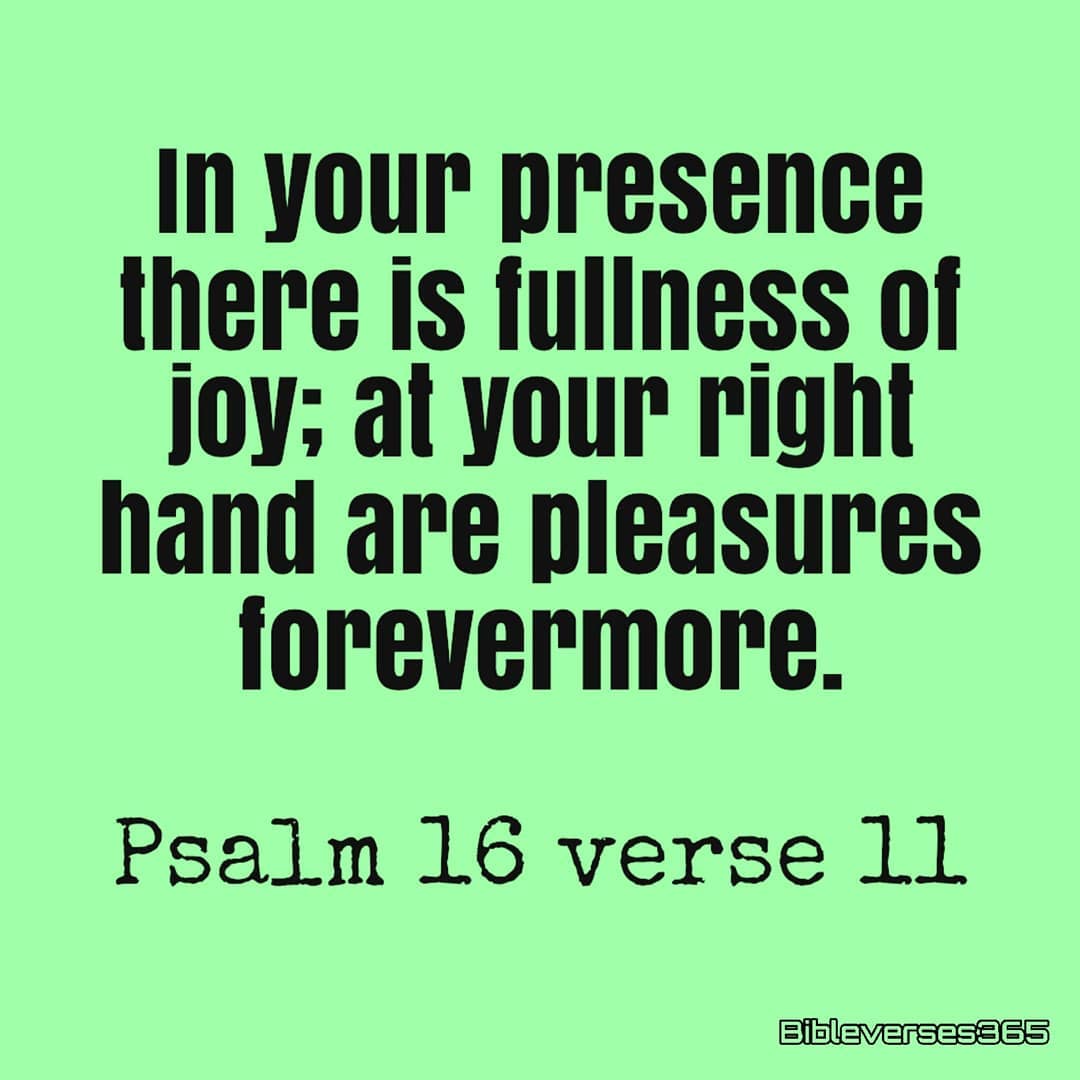 In your presence
there is fullness of
joy; at your right
hand are pleasures
forevermore.
Psalm 16 verse 11
Bibleverses365